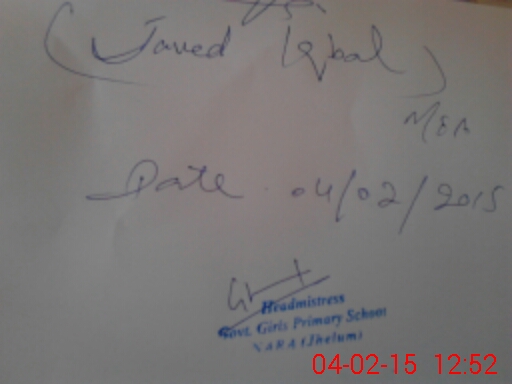 (Javed Iqbal)
MEA
Date. 04/02/2015
Headmistress
Govt. Girls Primary School
NARA (Jhelum)
04-02-15 12:52